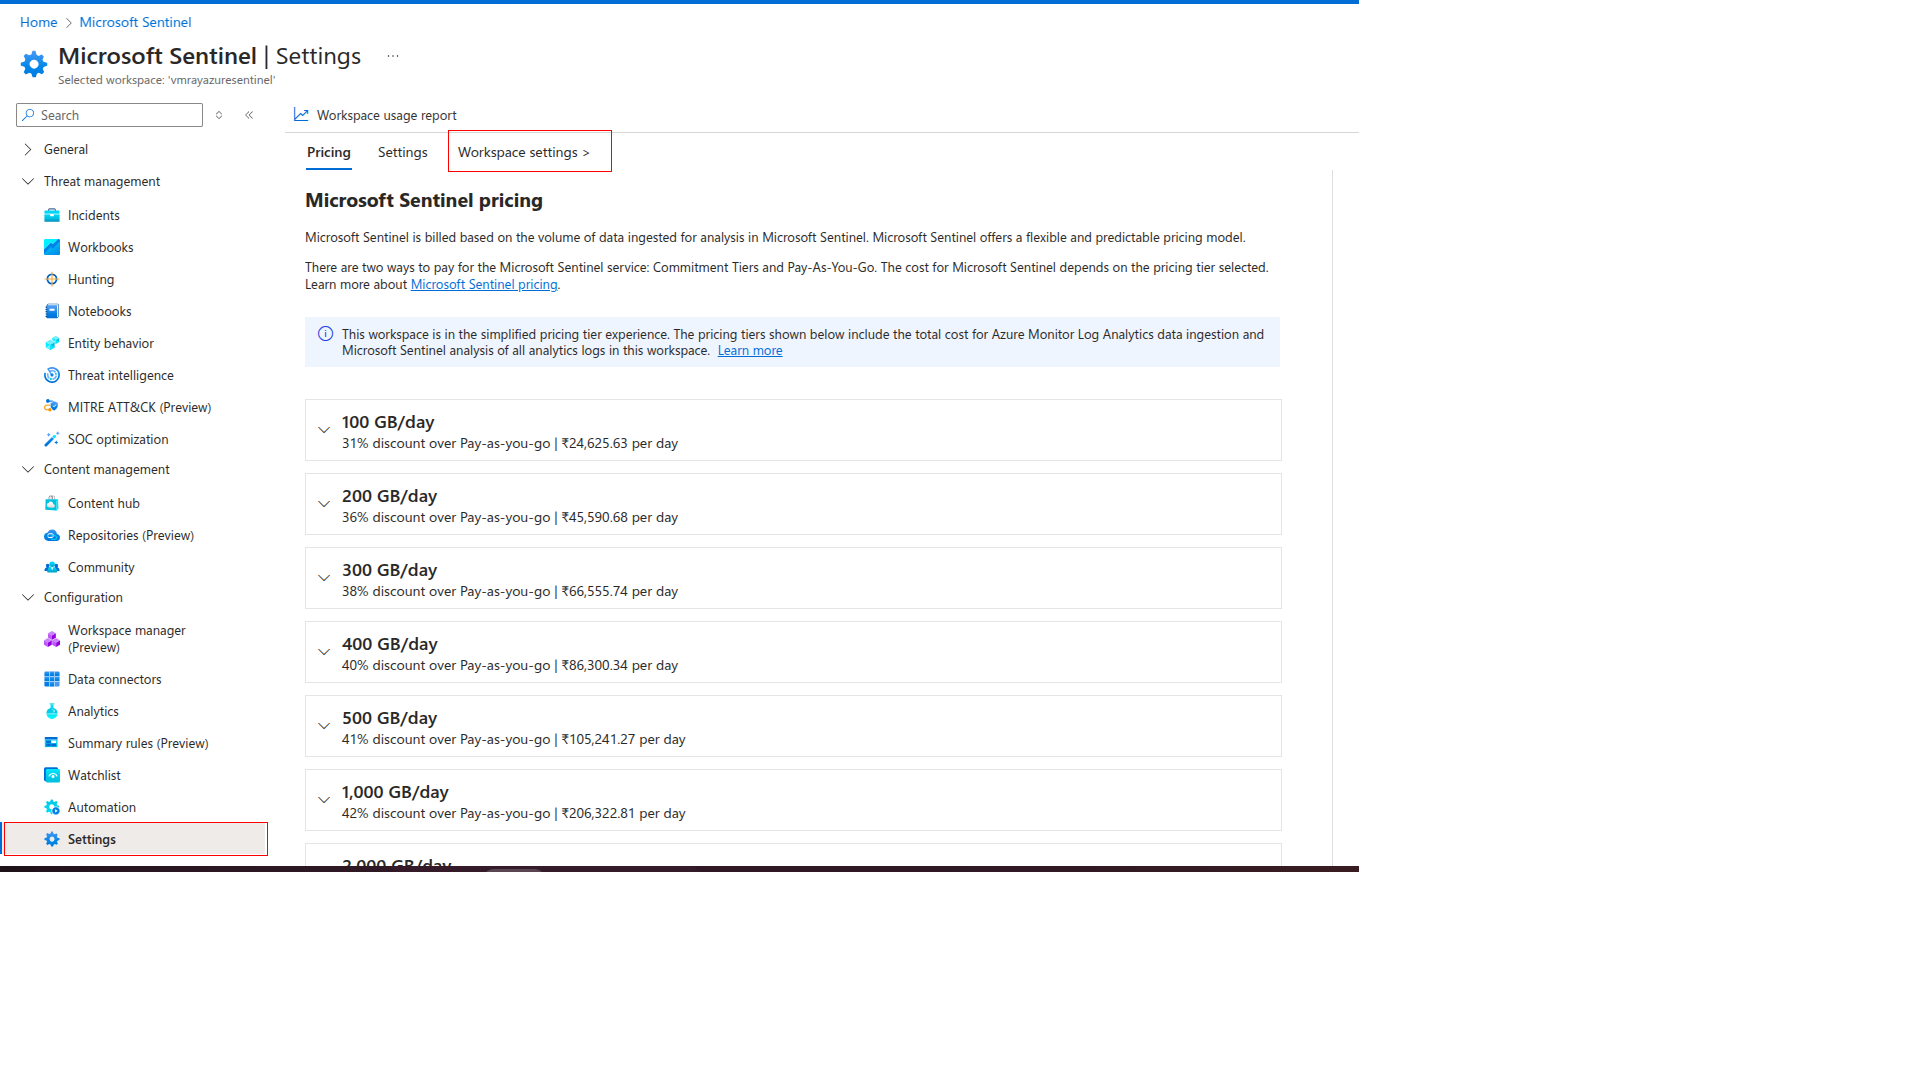 Home > Microsoft Sentinel
Microsoft Sentinel | Settings ...
Selected workspace: 'vmrayazuresentinel'
Search
General
Threat management
Incidents
Workbooks
Hunting
Notebooks
Entity behavior
Threat intelligence
MITRE ATT&CK (Preview)
SOC optimization
Content management
Content hub
Repositories (Preview)
Community
Configuration
Workspace manager
(Preview)
Data connectors
Analytics
Summary rules (Preview)
Watchlist
Automation
Settings
Workspace usage report
Pricing Settings Workspace settings >
Microsoft Sentinel pricing
Microsoft Sentinel is billed based on the volume of data ingested for analysis in Microsoft Sentinel. Microsoft Sentinel offers a flexible and predictable pricing model.
There are two ways to pay for the Microsoft Sentinel service: Commitment Tiers and Pay-As-You-Go. The cost for Microsoft Sentinel depends on the pricing tier selected.
Learn more about Microsoft Sentinel pricing.
This workspace is in the simplified pricing tier experience. The pricing tiers shown below include the total cost for Azure Monitor Log Analytics data ingestion and
Microsoft Sentinel analysis of all analytics logs in this workspace. Learn more
100 GB/day
31% discount over Pay-as-you-go | ₹24,625.63 per day
200 GB/day
36% discount over Pay-as-you-go | ₹45,590.68 per day
300 GB/day
38% discount over Pay-as-you-go | ₹66,555.74 per day
400 GB/day
40% discount over Pay-as-you-go | ₹86,300.34 per day
500 GB/day
41% discount over Pay-as-you-go | ₹105,241.27 per day
1,000 GB/day
42% discount over Pay-as-you-go | ₹206,322.81 per day
2,000 GB/day